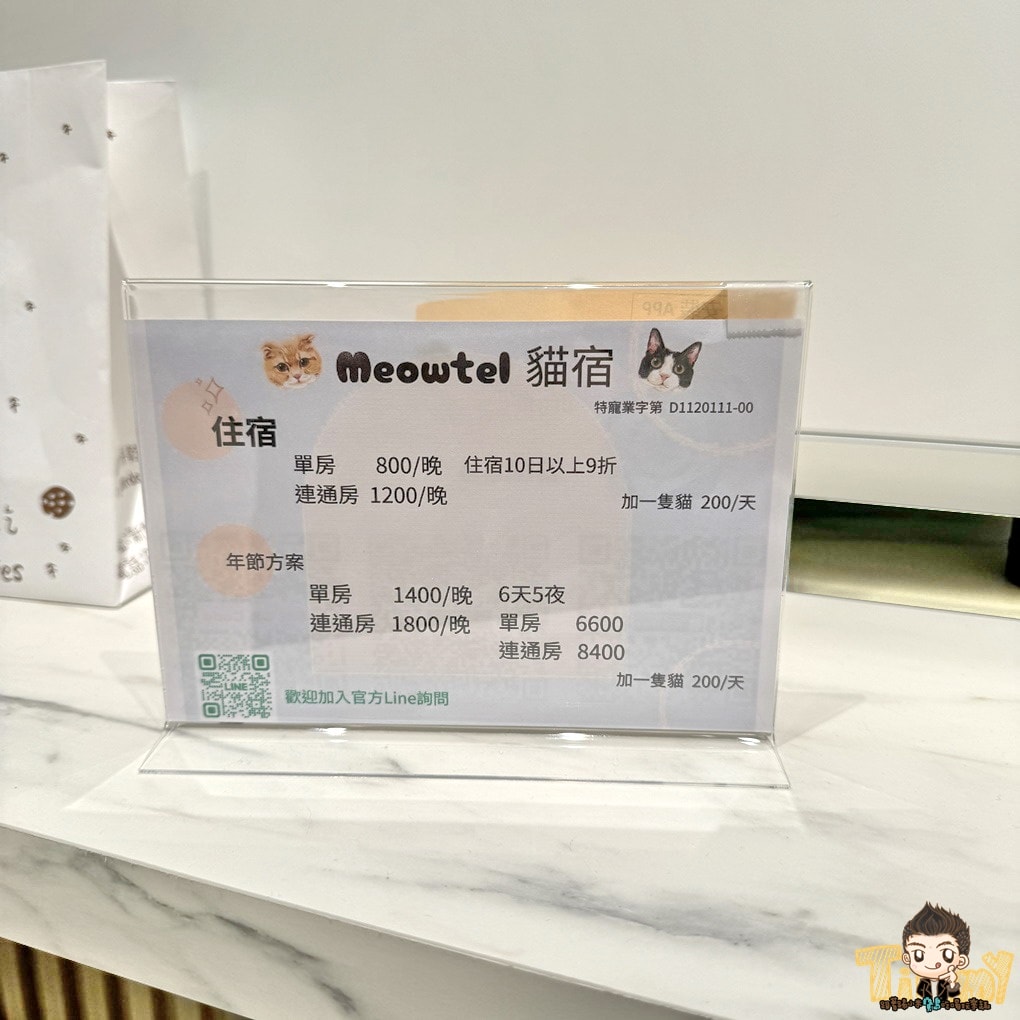 Meowtel 貓宿
特寵業字第 D1120111-00
住宿
單房 800/晚 住宿10日以上9折
連通房 1200/晚
加一隻貓 200/天
年節方案
單房 1400/晚 6天5夜
連通房 1800/晚 單房 6600
連通房 8400
加一隻貓 200/天
LINE
歡迎加入官方Line詢問